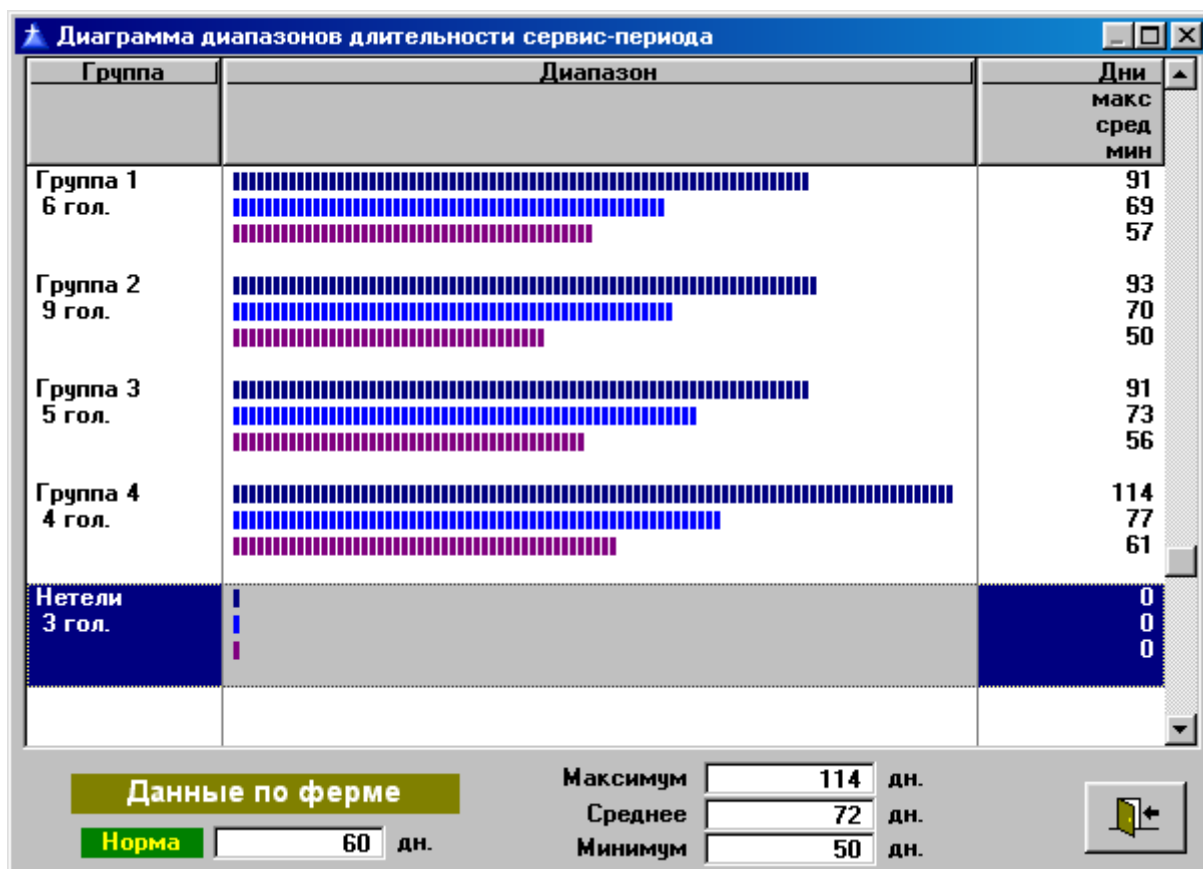 Диаграмма диапазонов длительности сервис-периода
Группа Диапазон Дни
макс
сред
мин
Группа 1 91
6 гол. 69
57
Группа 2 93
9 гол. 70
50
Группа 3 91
5 гол. 73
56
Группа 4 114
4 гол. 77
61
Нетели 0
3 гол. 0
0
Данные по ферме
Норма 60 дн.
Максимум 114 дн.
Среднее 72 дн.
Минимум 50 дн.